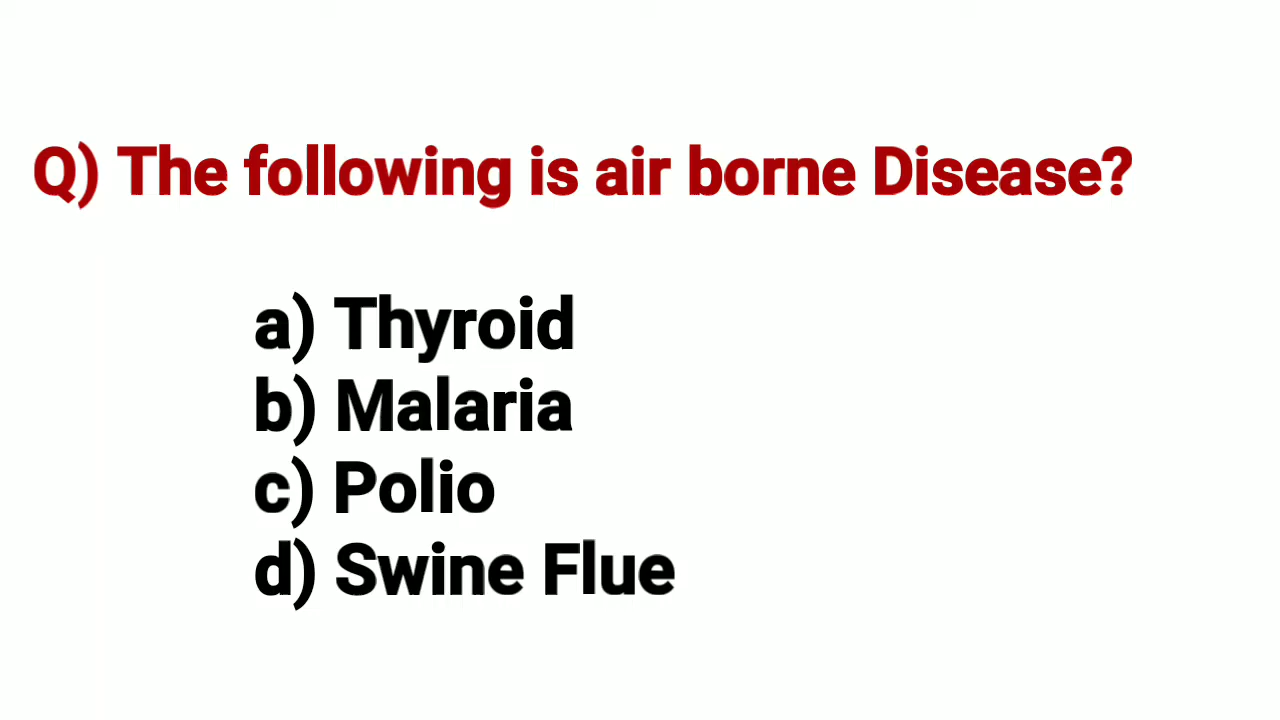 Q) The following is air borne Disease?
a) Thyroid
b) Malaria
c) Polio
d) Swine Flue